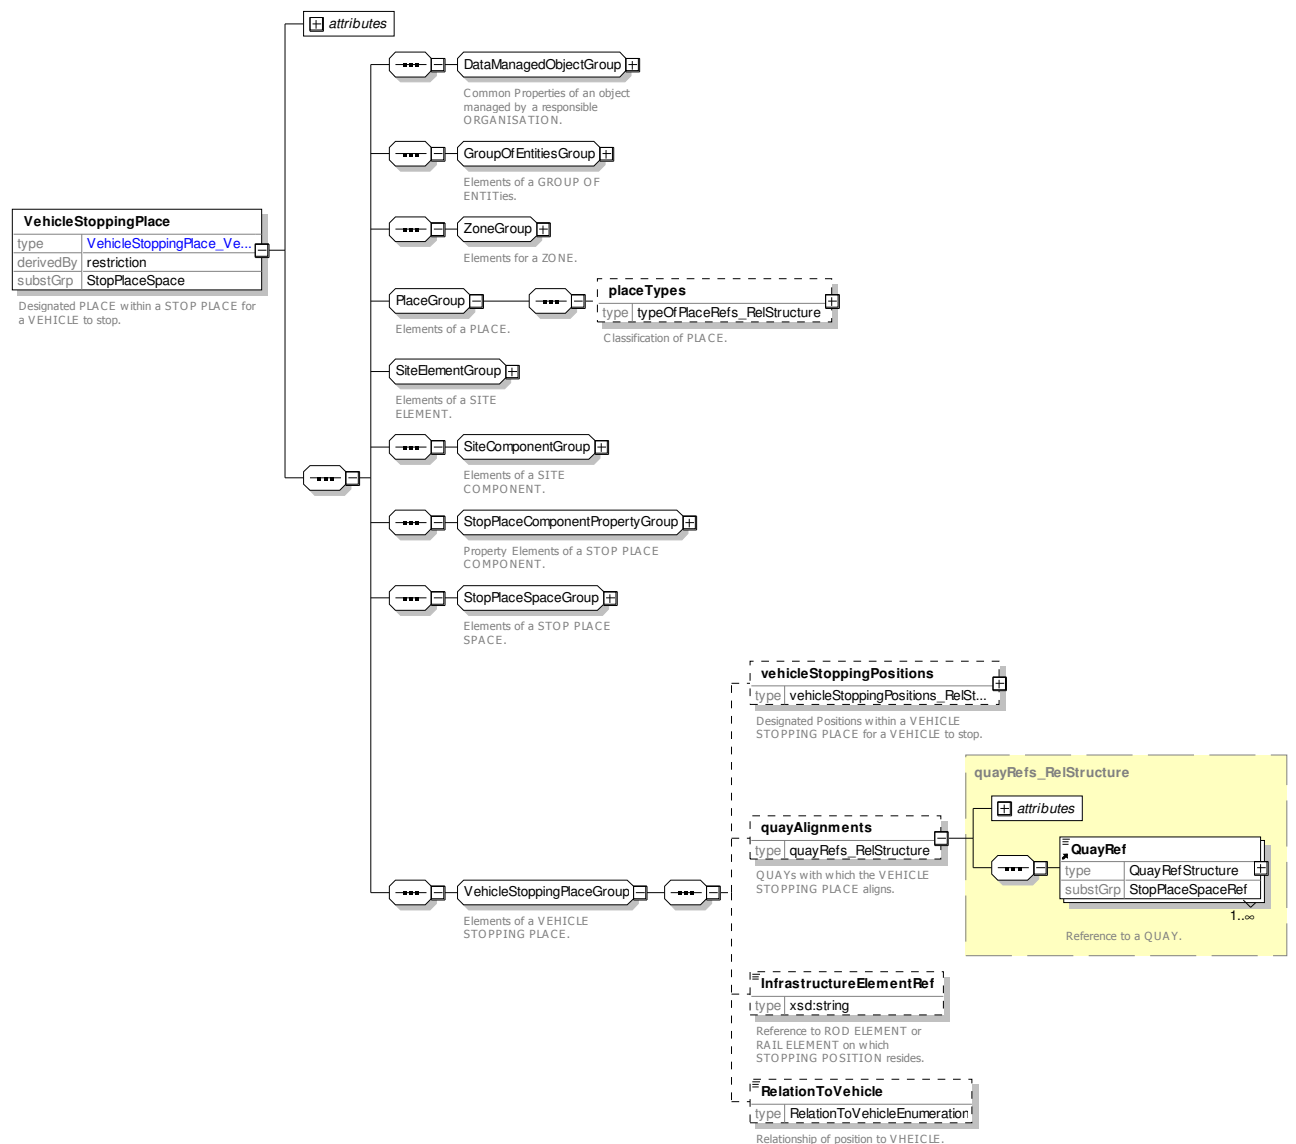 attributes
DataManagedObjectGroup
Common Properties of an object
managed by a responsible
ORGANISATION.
GroupOfEntitiesGroup
Elements of a GROUP OF
ENTITies.
VehicleStoppingPlace
type VehicleStoppingPlace_Ve...
derivedBy restriction
substGrp StopPlaceSpace
Designated PLACE within a STOP PLACE for
a VEHICLE to stop.
ZoneGroup
Elements for a ZONE.
PlaceGroup
Elements of a PLACE.
placeTypes
type typeOfPlaceRefs_RelStructure
Classification of PLACE.
SiteElementGroup
Elements of a SITE
ELEMENT.
SiteComponentGroup
Elements of a SITE
COMPONENT.
StopPlaceComponentPropertyGroup
Property Elements of a STOP PLACE
COMPONENT.
StopPlaceSpaceGroup
Elements of a STOP PLACE
SPACE.
vehicleStoppingPositions
type vehicleStoppingPositions_RelSt...
Designated Positions within a VEHICLE
STOPPING PLACE for a VEHICLE to stop.
quayRefs_RelStructure
attributes
quayAlignments
type quayRefs_RelStructure
QUAYs with which the VEHICLE
STOPPING PLACE aligns.
QuayRef
type QuayRefStructure
substGrp StopPlaceSpaceRef
1..∞
Reference to a QUAY.
VehicleStoppingPlaceGroup
Elements of a VEHICLE
STOPPING PLACE.
InfrastructureElementRef
type xsd:string
Reference to ROD ELEMENT or
RAIL ELEMENT on which
STOPPING POSITION resides.
RelationToVehicle
type RelationToVehicleEnumeration
Relationship of position to VHEICLE.